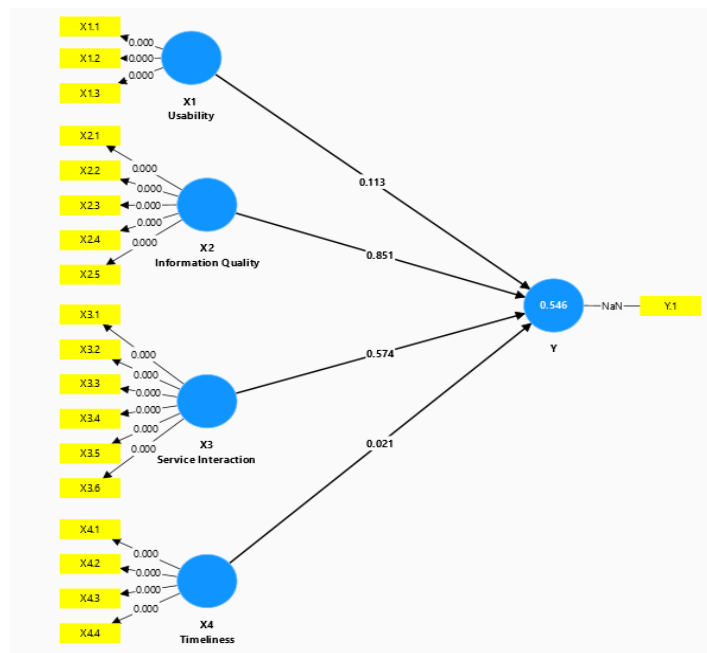 X1.1
0.000
X1.2
0.000
0.000
X1.3
X1
Usability
X2.1
0.000
X2.2
0.000
X2.3
0.000
X2.4
0.000
X2.5
0.000
X2
Information Quality
X3.1
0.000
X3.2
0.000
X3.3
0.000
X3.4
0.000
X3.5
0.000
X3.6
0.000
X3
Service Interaction
X4.1
0.000
X4.2
0.000
X4.3
0.000
X4.4
0.000
X4
Timeliness
0.113
0.851
0.574
0.021
0.546
Y
NaN
Y.1